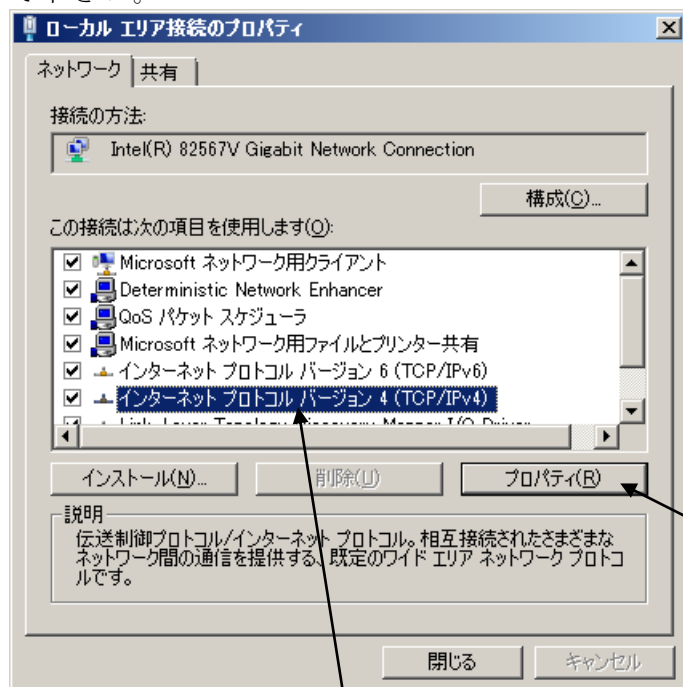 ローカル エリア接続のプロパティ
ネットワーク
共有
接続の方法:
Intel(R) 82567V Gigabit Network Connection
構成(C)...
この接続は次の項目を使用します(O):
Microsoft ネットワーク用クライアント
Deterministic Network Enhancer
QoS パケット スケジューラ
Microsoft ネットワーク用ファイルとプリンター共有
インターネット プロトコル バージョン 6 (TCP/IPv6)
インターネット プロトコル バージョン 4 (TCP/IPv4)
Link-Layer Topology Discovery Mapper I/O Driver
インストール(N)...
削除(U)
プロパティ(R)
説明
伝送制御プロトコル/インターネット プロトコル。相互接続されたさまざまな
ネットワーク間の通信を提供する、既定のワイド エリア ネットワーク プロトコ
ルです。
閉じる
キャンセル